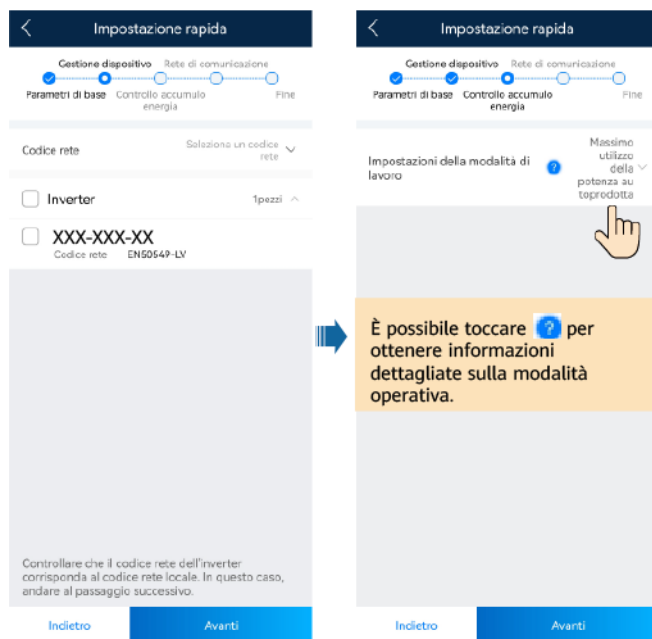 Impostazione rapida
Gestione dispositivo Rete di comunicazione
Parametri di base Controllo accumulo Fine
energia
Codice rete
Seleziona un codice
rete
Inverter 1pezzi
XXX-XXX-XX
Codice rete EN50549-LV
Controllare che il codice rete dell'inverter
corrisponda al codice rete locale. In questo caso,
andare al passaggio successivo.
Indietro Avanti
Impostazione rapida
Gestione dispositivo Rete di comunicazione
Parametri di base Controllo accumulo Fine
energia
Impostazioni della modalità di
lavoro
?
Massimo
utilizzo
della
potenza au
toprodotta
È possibile toccare ? per
ottenere informazioni
dettagliate sulla modalità
operativa.
Indietro Avanti